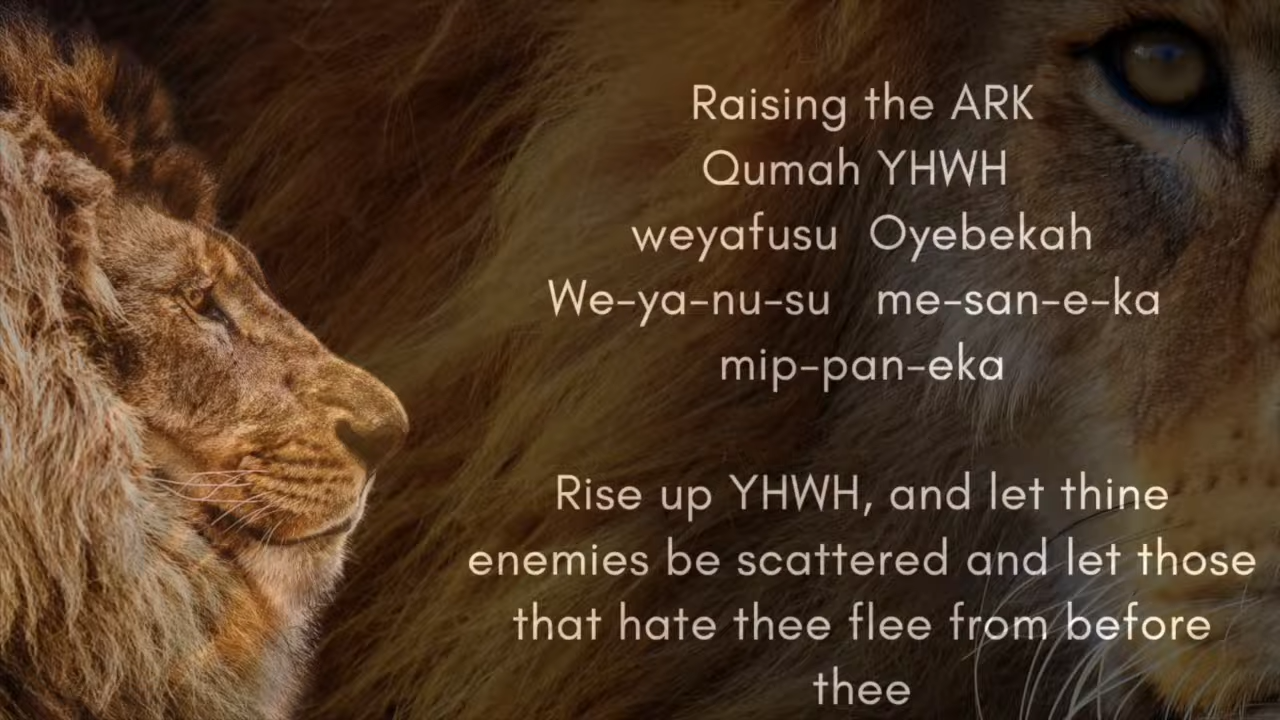 Raising the ARK
Qumah YHWH
weyafusu Oyebekah
We-ya-nu-su me-san-e-ka
mip-pan-eka
Rise up YHWH, and let thine
enemies be scattered and let those
that hate thee flee from before
thee